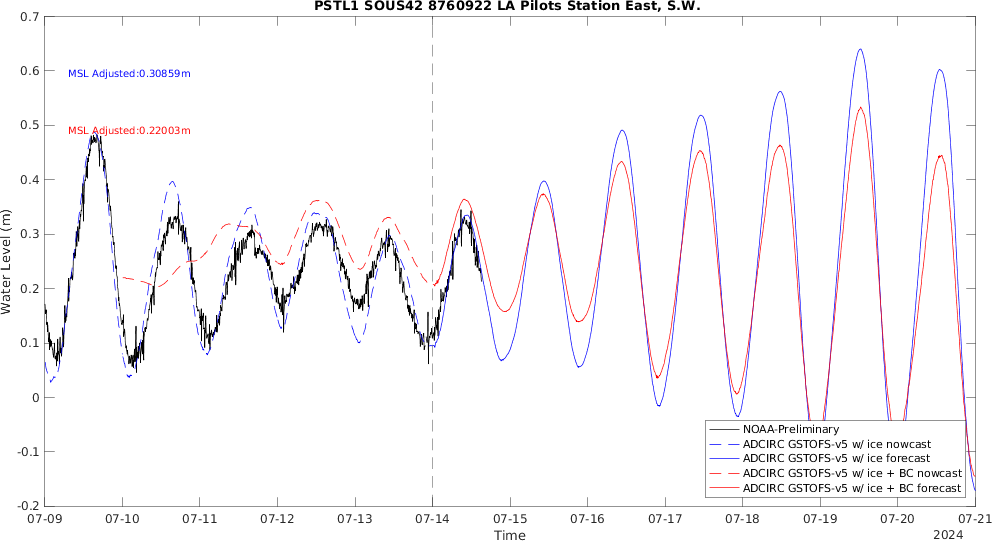 PSTL1 SOUS42 8760922 LA Pilots Station East, S.W.
0.7
0.6
0.5
0.4
0.3
0.2
0.1
0
-0.1
-0.2
Water Level (m)
MSL Adjusted:0.30859m
MSL Adjusted:0.22003m
NOAA-Preliminary
ADCIRC GSTOFS-v5 w/ ice nowcast
ADCIRC GSTOFS-v5 w/ ice forecast
ADCIRC GSTOFS-v5 w/ ice + BC nowcast
ADCIRC GSTOFS-v5 w/ ice + BC forecast
07-09 07-10 07-11 07-12 07-13 07-14 07-15 07-16 07-17 07-18 07-19 07-20 07-21
Time
2024